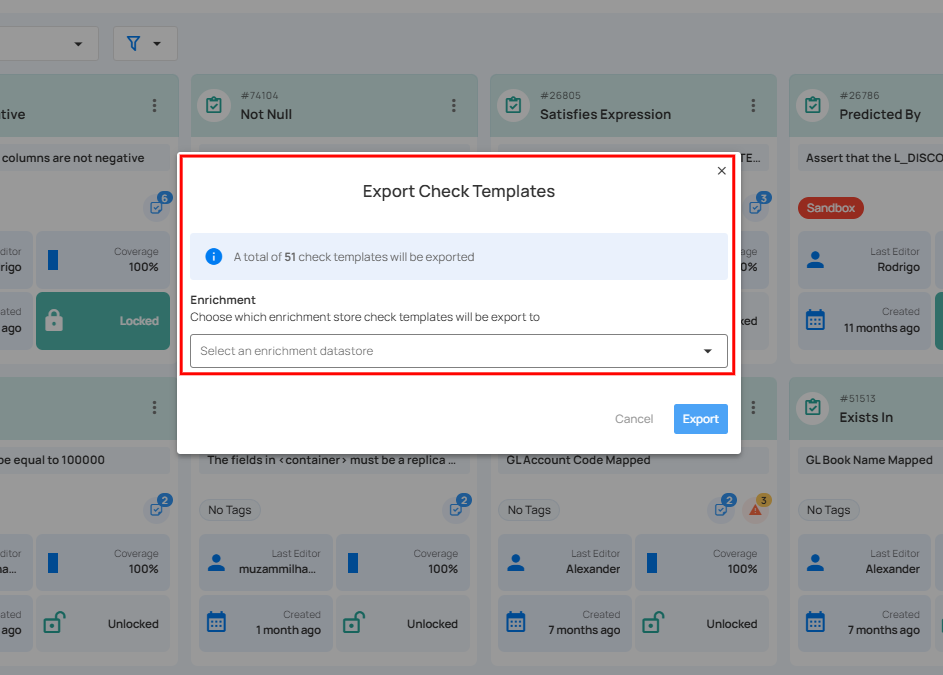 #74104
#26805
#26786
tive
Not Null
Satisfies Expression
Predicted By
columns are not negative
TE...
Assert that the L_DISCO
Export Check Templates
6
3
Sandbox
A total of 51 check templates will be exported
ditor
rigo
Coverage
100%
age
0%
Last Editor
Rodrigo
Enrichment
Choose which enrichment store check templates will be export to
ated
ago
Locked
ked
Created
11 months ago
Select an enrichment datastore
Cancel
Export
#51513
Exists In
be equal to 100000
The fields in <container> must be a replica ...
GL Account Code Mapped
GL Book Name Mapped
2
No Tags
2
No Tags
2
3
No Tags
ditor
na...
Coverage
100%
Last Editor
muzammilha...
Coverage
100%
Last Editor
Alexander
Coverage
100%
Last Editor
Alexander
ated
ago
Unlocked
Created
1 month ago
Unlocked
Created
7 months ago
Unlocked
Created
7 months ago